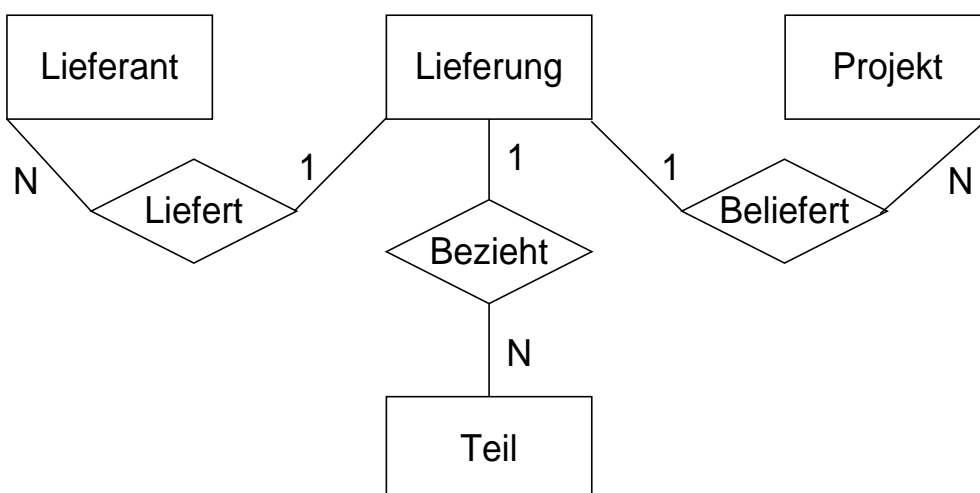 Lieferant
Lieferung
Projekt
N
1
1
1
N
Liefert
Beliefert
Bezieht
N
Teil